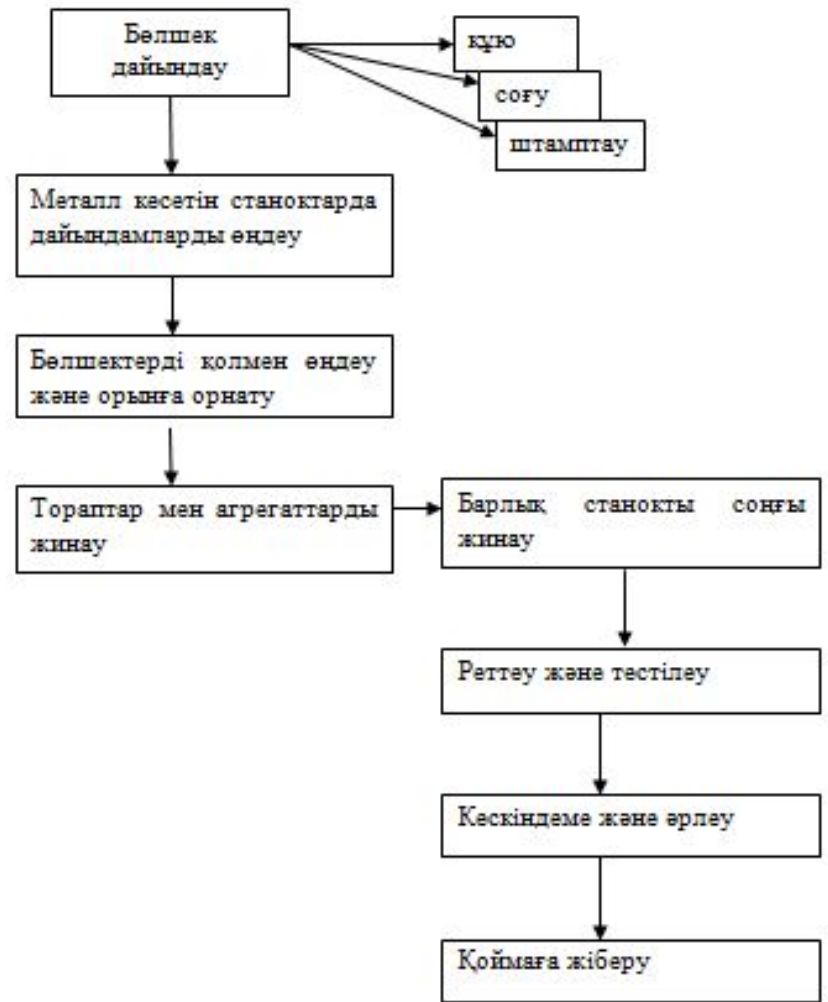 Бөлшек
дайындау
құю
соғу
штамптау
Металл кесетін станоктарда
дайындамларды өңдеу
Бөлшектерді қолмен өңдеу
және орынға орнату
Тораптар мен агрегаттарды
жинау
Барлық станокты соңғы
жинау
Реттеу және тестілеу
Кескіндеме және әрлеу
Қоймаға жіберу